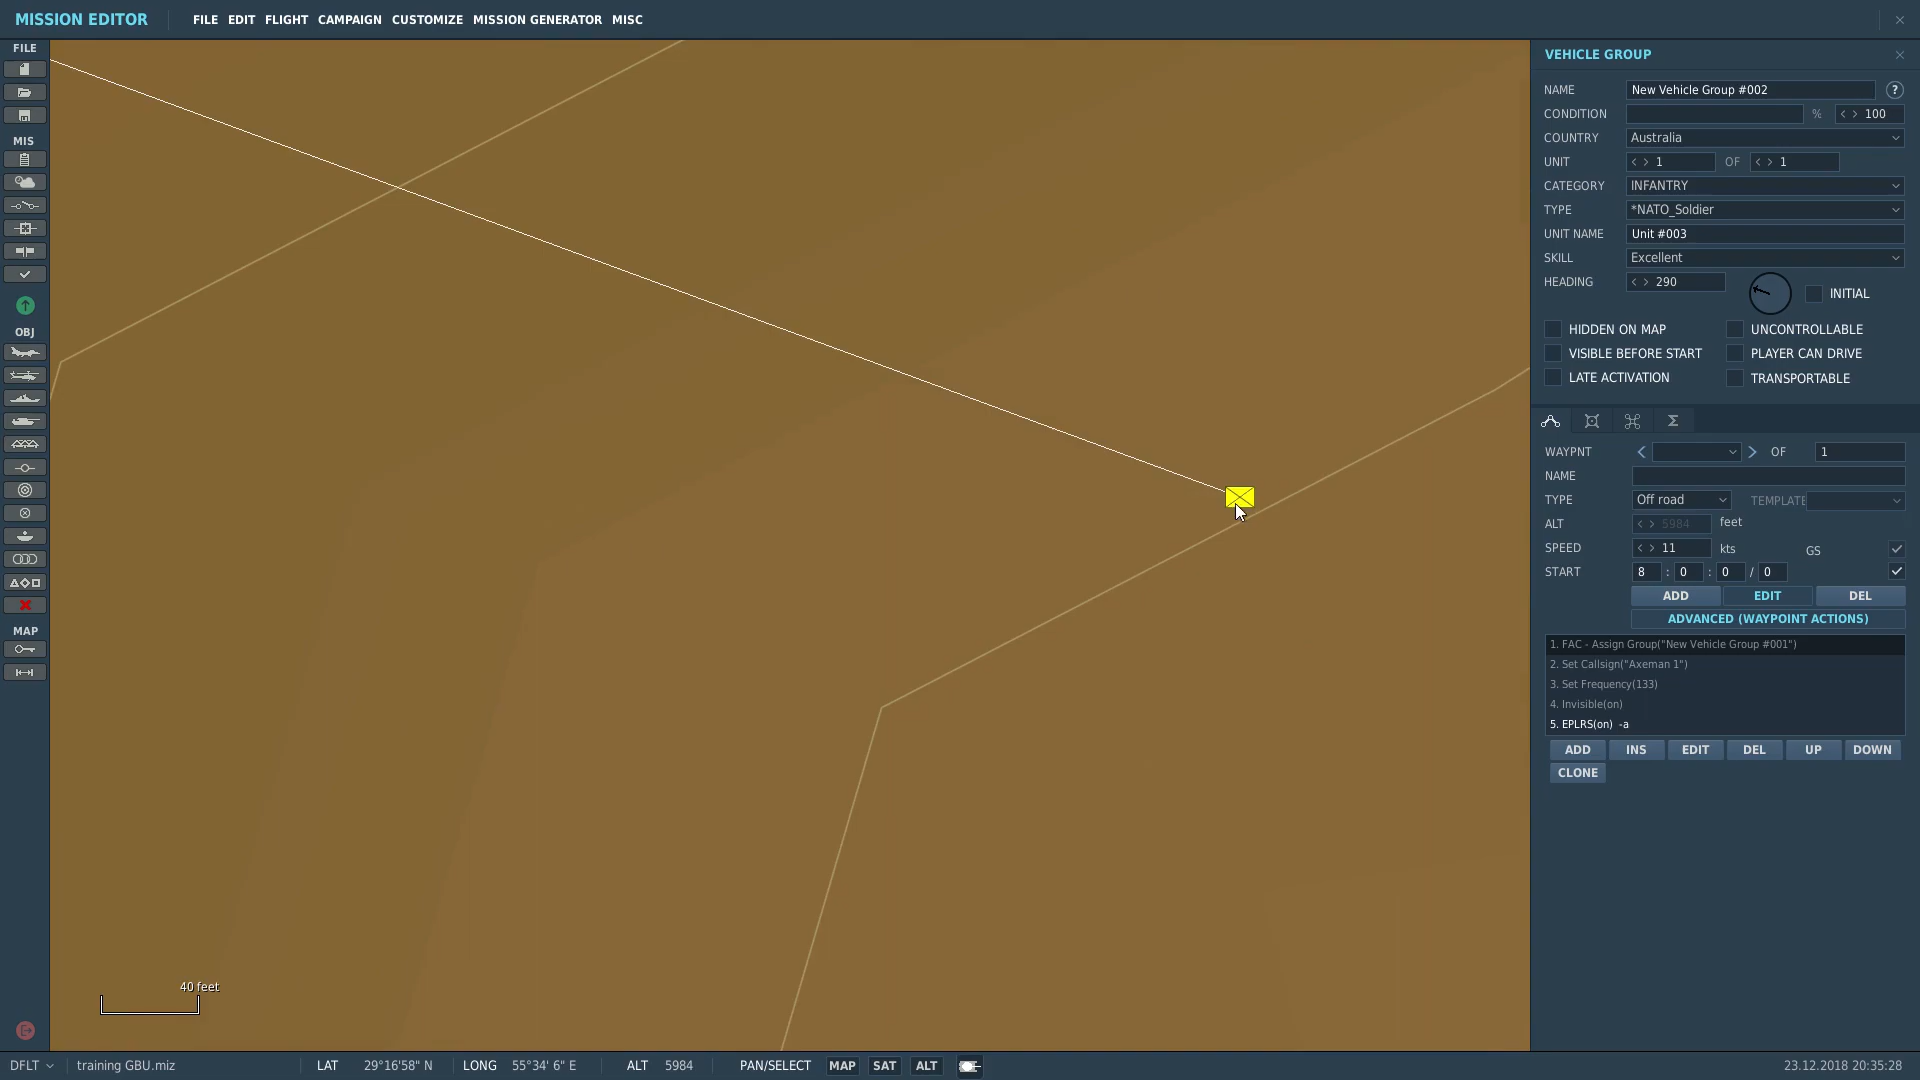 MISSION EDITOR
FILE EDIT FLIGHT CAMPAIGN CUSTOMIZE MISSION GENERATOR MISC
FILE
MIS
OBJ
MAP
40 feet
VEHICLE GROUP
NAME New Vehicle Group #002 ?
CONDITION % < > 100
COUNTRY Australia
UNIT < > 1 OF < > 1
CATEGORY INFANTRY
TYPE *NATO_Soldier
UNIT NAME Unit #003
SKILL Excellent
HEADING < > 290 INITIAL
HIDDEN ON MAP UNCONTROLLABLE
VISIBLE BEFORE START PLAYER CAN DRIVE
LATE ACTIVATION TRANSPORTABLE
WAYPNT < > OF 1
NAME
TYPE Off road TEMPLATE
ALT < > 5984 feet
SPEED < > 11 kts GS
START 8 : 0 : 0 / 0
ADD EDIT DEL
ADVANCED (WAYPOINT ACTIONS)
1. FAC - Assign Group("New Vehicle Group #001")
2. Set Callsign("Axeman 1")
3. Set Frequency(133)
4. Invisible(on)
5. EPLRS(on) -a
ADD INS EDIT DEL UP DOWN
CLONE
DFLT training GBU.miz LAT 29°16'58" N LONG 55°34' 6" E ALT 5984 PAN/SELECT MAP SAT ALT 23.12.2018 20:35:28